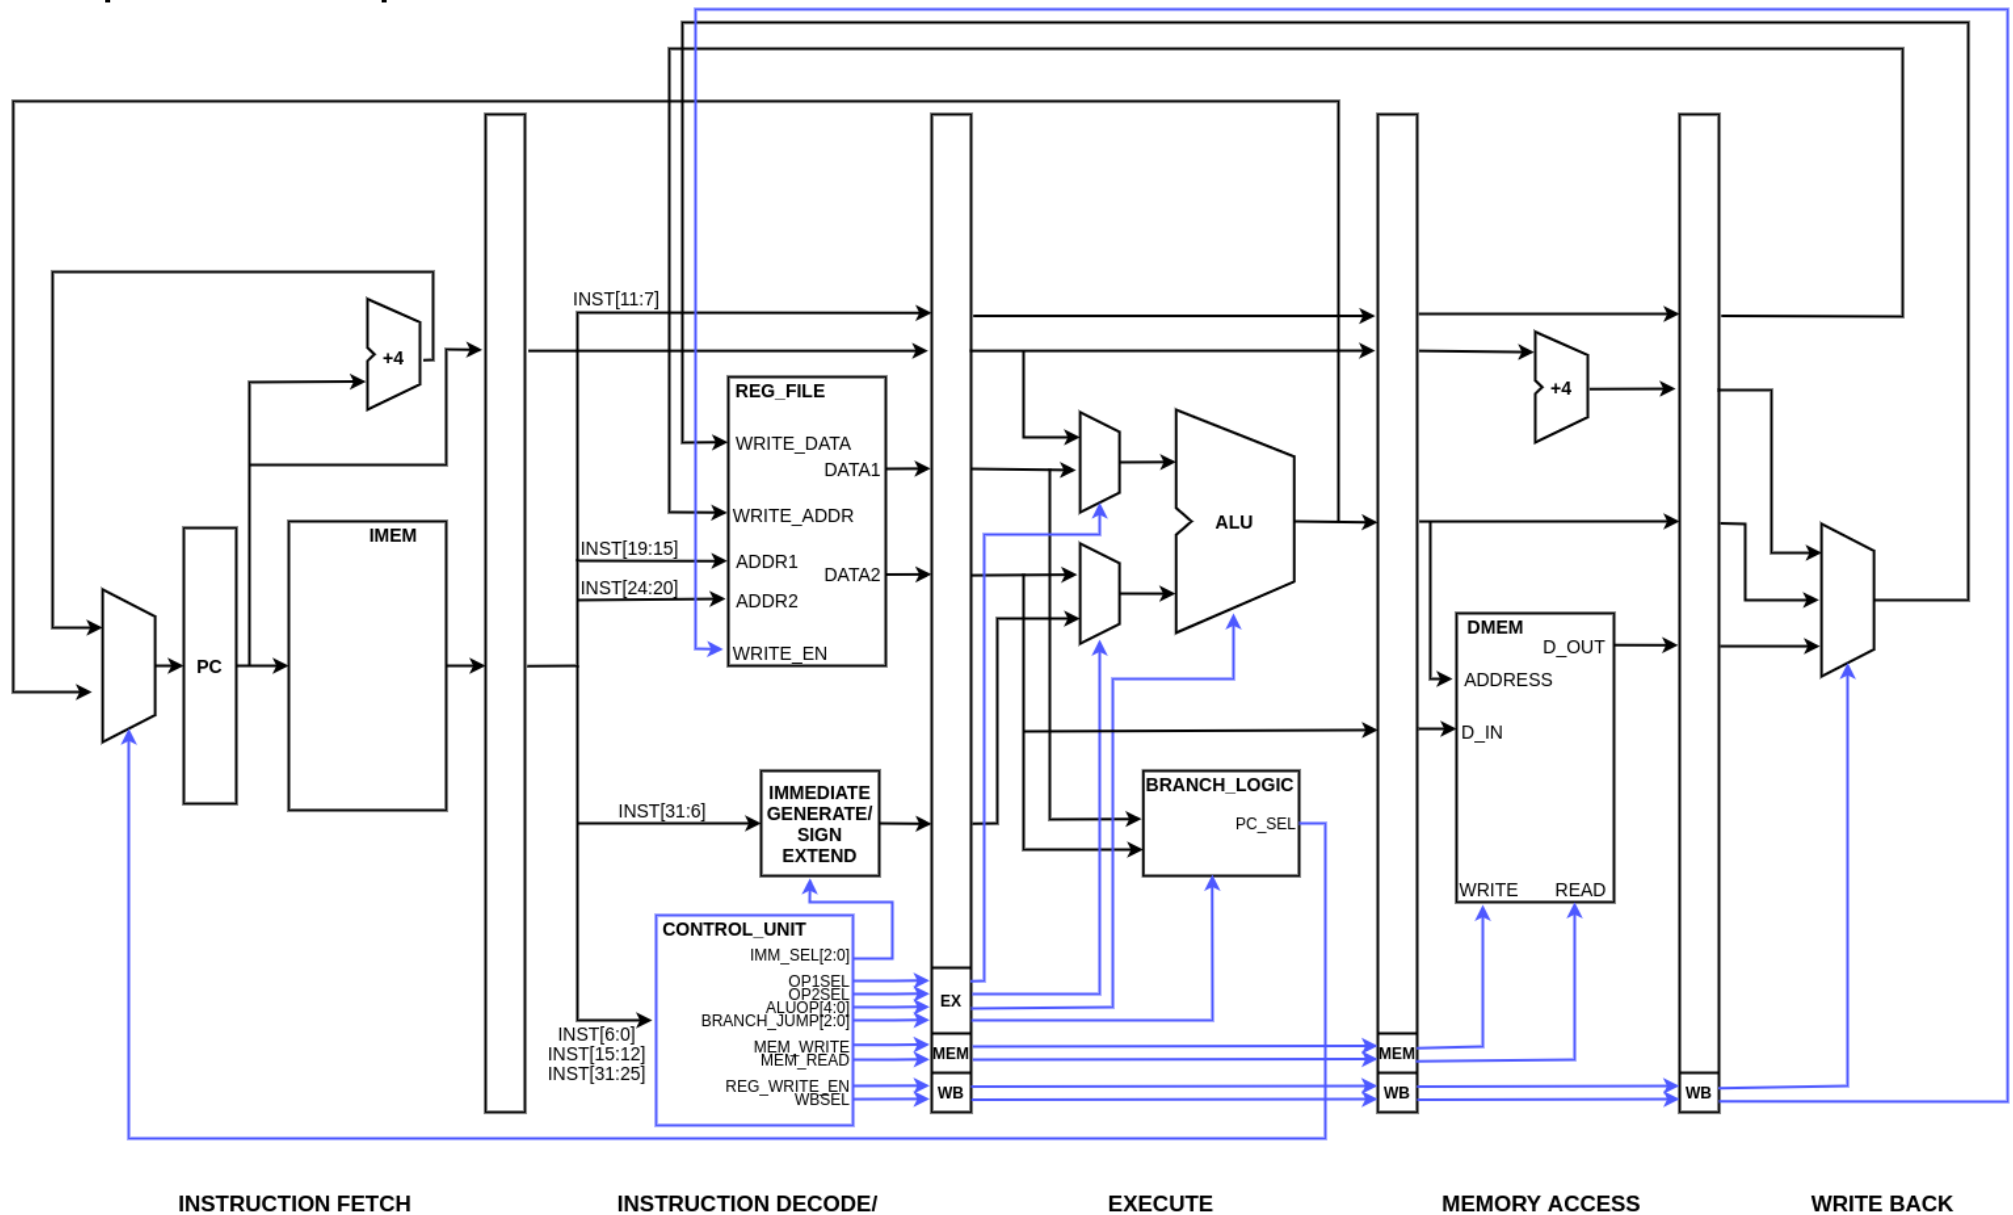 INST[11:7]
+4
+4
REG_FILE
WRITE_DATA
DATA1
WRITE_ADDR
ALU
IMEM
INST[19:15]
ADDR1
DATA2
INST[24:20]
ADDR2
WRITE_EN
PC
DMEM
D_OUT
ADDRESS
D_IN
WRITE
READ
INST[31:6]
IMMEDIATE
GENERATE/
SIGN
EXTEND
BRANCH_LOGIC
PC_SEL
CONTROL_UNIT
IMM_SEL[2:0]
OP1SEL
OP2SEL
ALUOP[4:0]
BRANCH_JUMP[2:0]
MEM_WRITE
MEM_READ
REG_WRITE_EN
WBSEL
INST[6:0]
INST[15:12]
INST[31:25]
EX
MEM
WB
MEM
WB
WB
INSTRUCTION FETCH
INSTRUCTION DECODE/
EXECUTE
MEMORY ACCESS
WRITE BACK